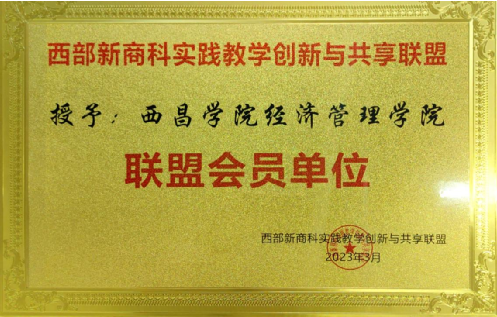 西部新商科实践教学创新与共享联盟
授予：西昌学院经济管理学院
联盟会员单位
西部新商科实践教学创新与共享联盟
2023年3月